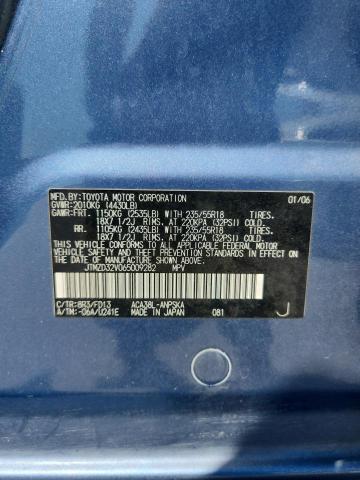 MFD.BY:TOYOTA MOTOR CORPORATION 01/06
GVWR:2010KG (4430LB)
GAWR:FRT. 1150KG (2535LB) WITH 235/55R18 TIRES.
18X7 1/2J RIMS. AT 220KPA (32PSI) COLD.
RR. 1105KG (2435LB) WITH 235/55R18 TIRES.
18X7 1/2J RIMS. AT 220KPA (32PSI) COLD.
THIS VEHICLE CONFORMS TO ALL APPLICABLE FEDERAL MOTOR
VEHICLE SAFETY AND THEFT PREVENTION STANDARDS IN
EFFECT ON THE DATE OF MANUFACTURE SHOWN ABOVE.
JTMZD32V065009282 MPV
C/TR:8R3/FD13 ACA38L-ANPSKA
A/TM:-06A/U241E MADE IN JAPAN 081 J